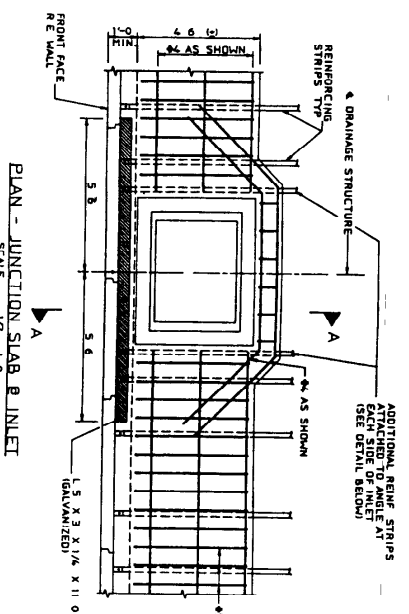 1'-0
MIN.
4 6 (±)
#4 AS SHOWN
FRONT FACE
R E WALL
REINFORCING
STRIPS TYP
℄ DRAINAGE STRUCTURE
5 6
5 6
A
A
ADDITIONAL REINF STRIPS
ATTACHED TO ANGLE AT
EACH SIDE OF INLET
(SEE DETAIL BELOW)
#4 AS SHOWN
L 5 X 3 X 1/4 X 11 0
(GALVANIZED)
PLAN - JUNCTION SLAB @ INLET
SCALE